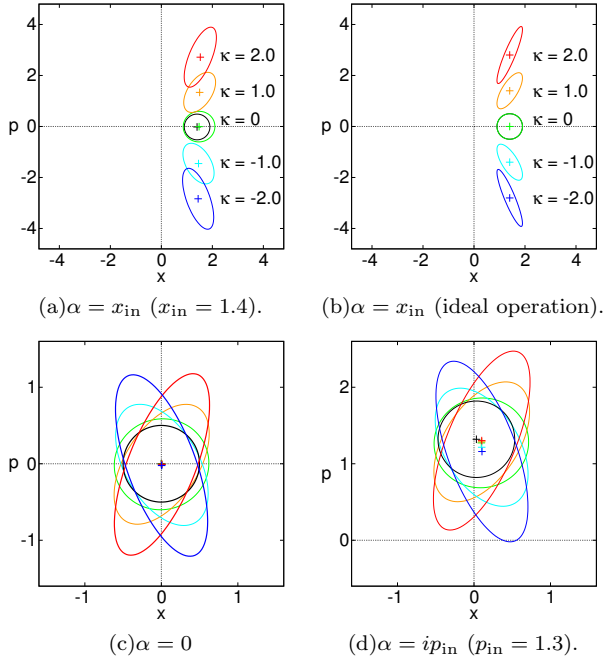 4
κ = 2.0
2
κ = 1.0
p 0
κ = 0
κ = -1.0
-2
κ = -2.0
-4
-4 -2 0 2 4
x
(a)α = x_in (x_in = 1.4).
4
κ = 2.0
2
κ = 1.0
p 0
κ = 0
κ = -1.0
-2
κ = -2.0
-4
-4 -2 0 2 4
x
(b)α = x_in (ideal operation).
1
p 0
-1
-1 0 1
x
(c)α = 0
2
1
p
0
-1 0 1
x
(d)α = ip_in (p_in = 1.3).